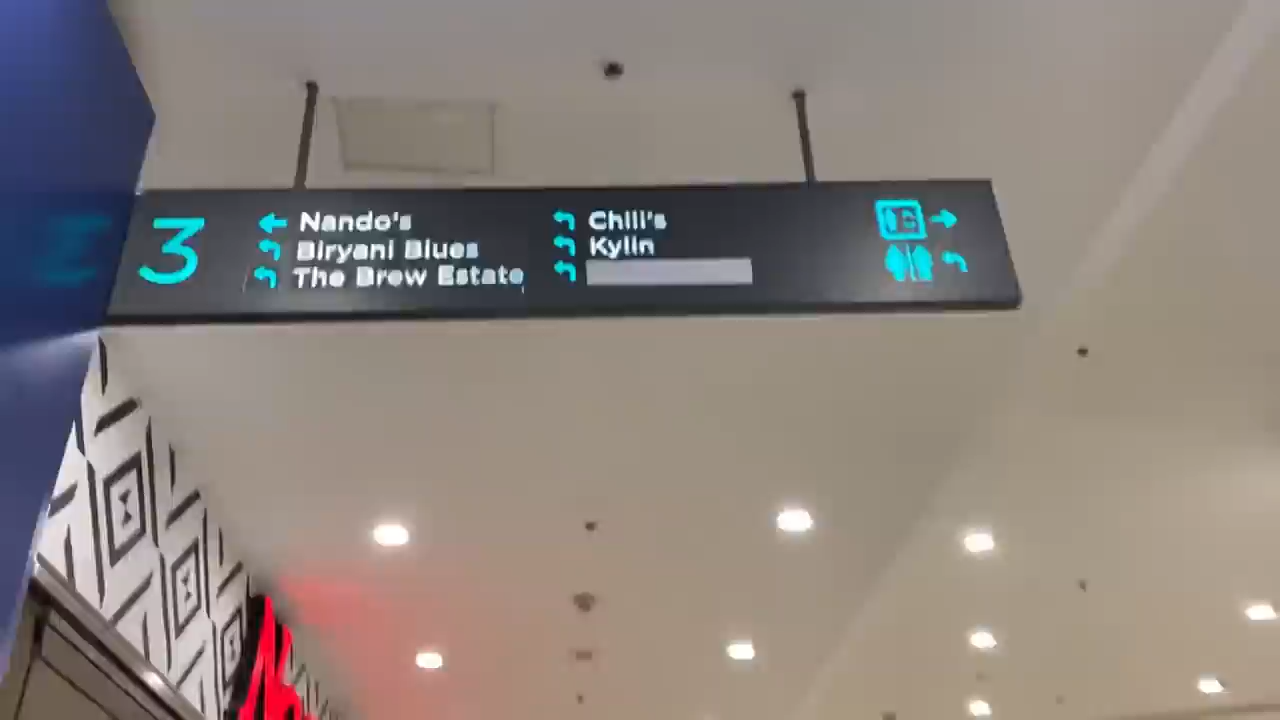 3
Nando's
Biryani Blues
The Brew Estate
Chili's
Kylin